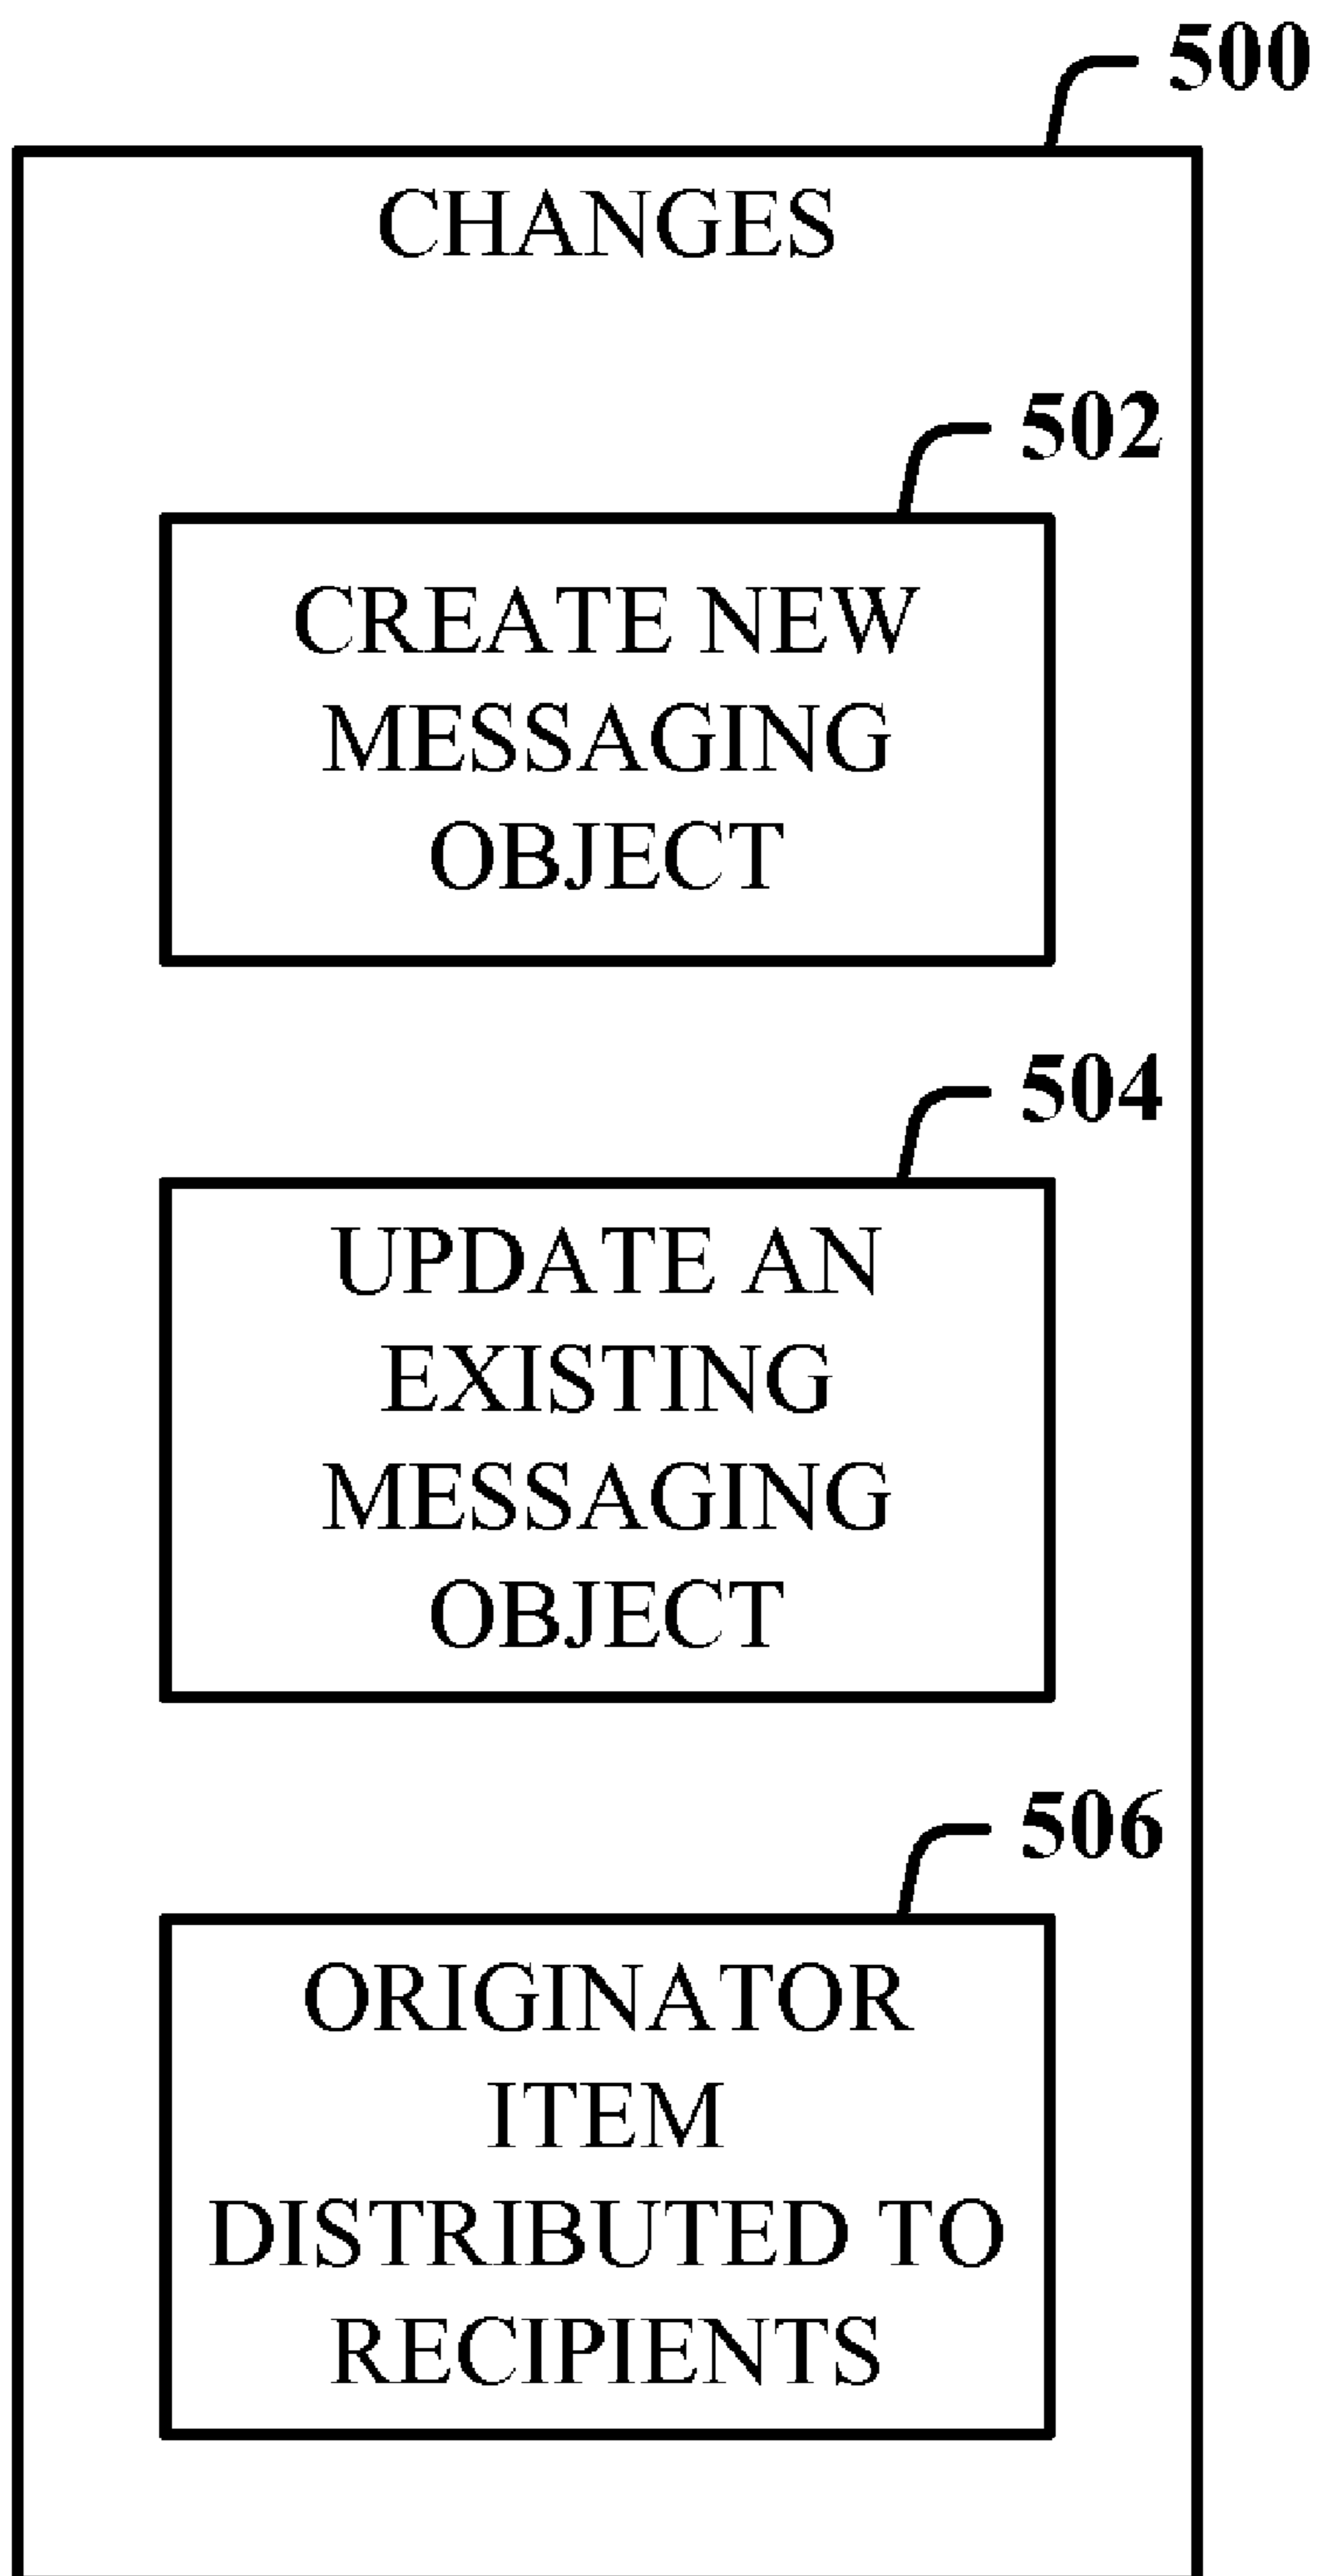 500
CHANGES
502
CREATE NEW
MESSAGING
OBJECT
504
UPDATE AN
EXISTING
MESSAGING
OBJECT
506
ORIGINATOR
ITEM
DISTRIBUTED TO
RECIPIENTS